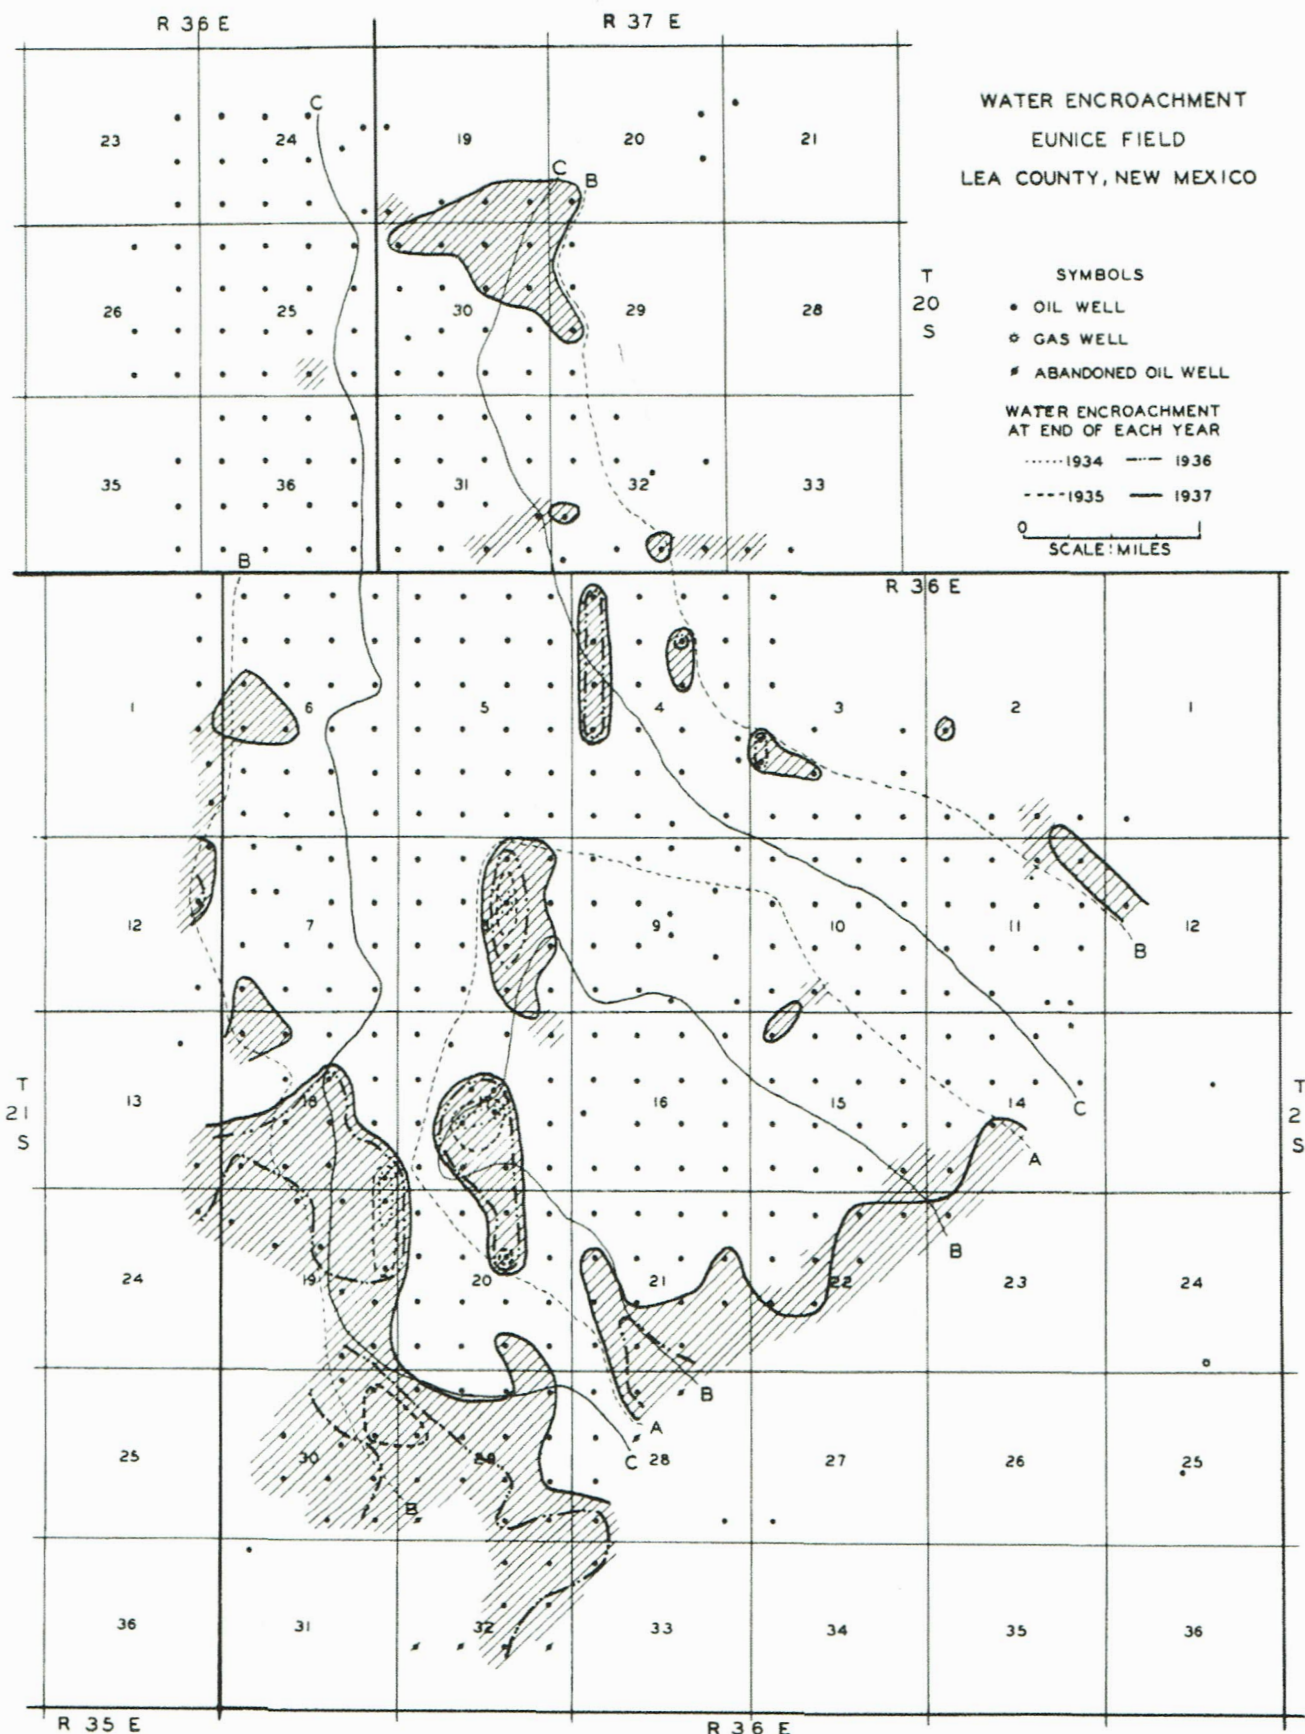 R 36 E R 37 E
WATER ENCROACHMENT
EUNICE FIELD
LEA COUNTY, NEW MEXICO
C
23 24 19 20 21
C B
T
20
S
26 25 30 29 28
SYMBOLS
OIL WELL
GAS WELL
ABANDONED OIL WELL
WATER ENCROACHMENT
AT END OF EACH YEAR
1934 1936
1935 1937
0 1
SCALE: MILES
35 36 31 32 33
B
R 36 E
1 6 5 4 3 2 1
12 7 9 10 11 12
B
T
21
S
13 18 17 16 15 14
C
T
2
S
A
B
24 19 20 21 22 23 24
B
A
C
25 30 29 28 27 26 25
B
36 31 32 33 34 35 36
R 35 E R 36 E